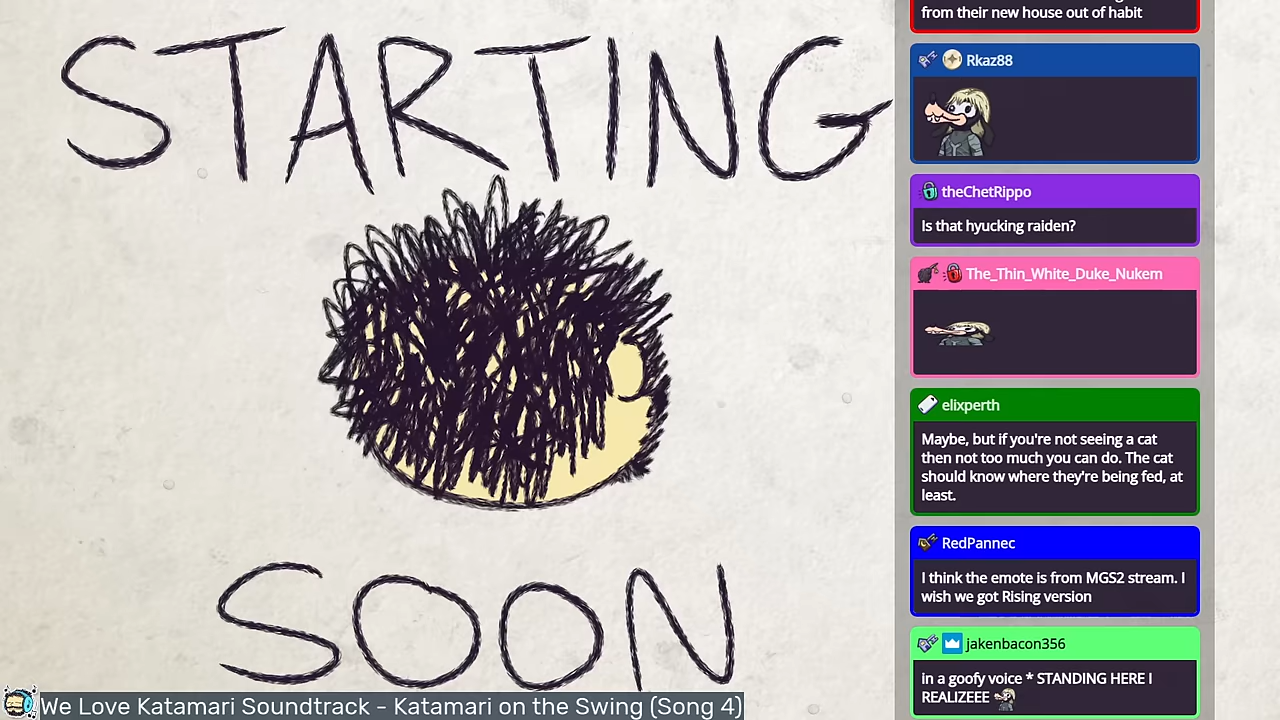 STARTING
SOON
We Love Katamari Soundtrack - Katamari on the Swing (Song 4)
from their new house out of habit
Rkaz88
theChetRippo
Is that hyucking raiden?
The_Thin_White_Duke_Nukem
elixperth
Maybe, but if you're not seeing a cat
then not too much you can do. The cat
should know where they're being fed, at
least.
RedPannec
I think the emote is from MGS2 stream. I
wish we got Rising version
jakenbacon356
in a goofy voice * STANDING HERE I
REALIZEEE